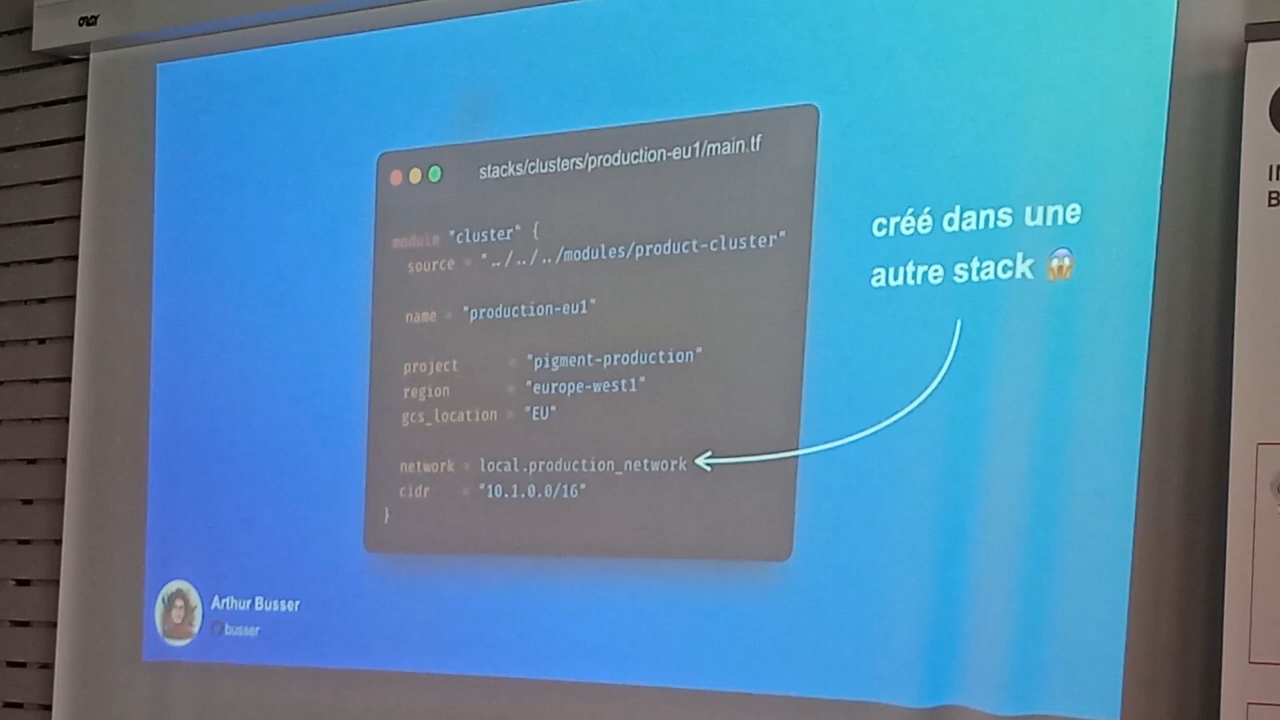 stacks/clusters/production-eu1/main.tf
module "cluster" {
source = "../../../modules/product-cluster"
name = "production-eu1"
project = "pigment-production"
region = "europe-west1"
gcs_location = "EU"
network = local.production_network
cidr = "10.1.0.0/16"
}
créé dans une
autre stack 😱
Arthur Busser
busser